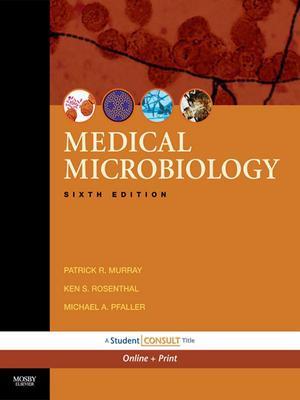 MEDICAL
MICROBIOLOGY
SIXTH EDITION
PATRICK R. MURRAY
KEN S. ROSENTHAL
MICHAEL A. PFALLER
A Student CONSULT Title
Online + Print
MOSBY
ELSEVIER